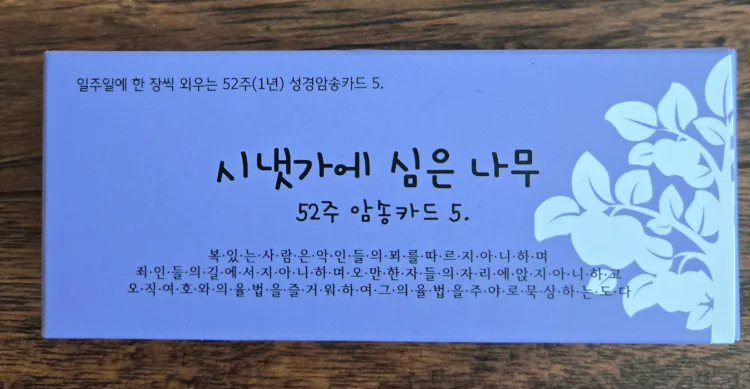 일주일에 한 장씩 외우는 52주(1년) 성경암송카드 5.
시냇가에 심은 나무
52주 암송카드 5.
복·있·는·사·람·은·악·인·들·의·꾀·를·따·르·지·아·니·하·며
죄·인·들·의·길·에·서·지·아·니·하·며·오·만·한·자·들·의·자·리·에·앉·지·아·니·하·고
오·직·여·호·와·의·율·법·을·즐·거·워·하·여·그·의·율·법·을·주·야·로·묵·상·하·는·도·다